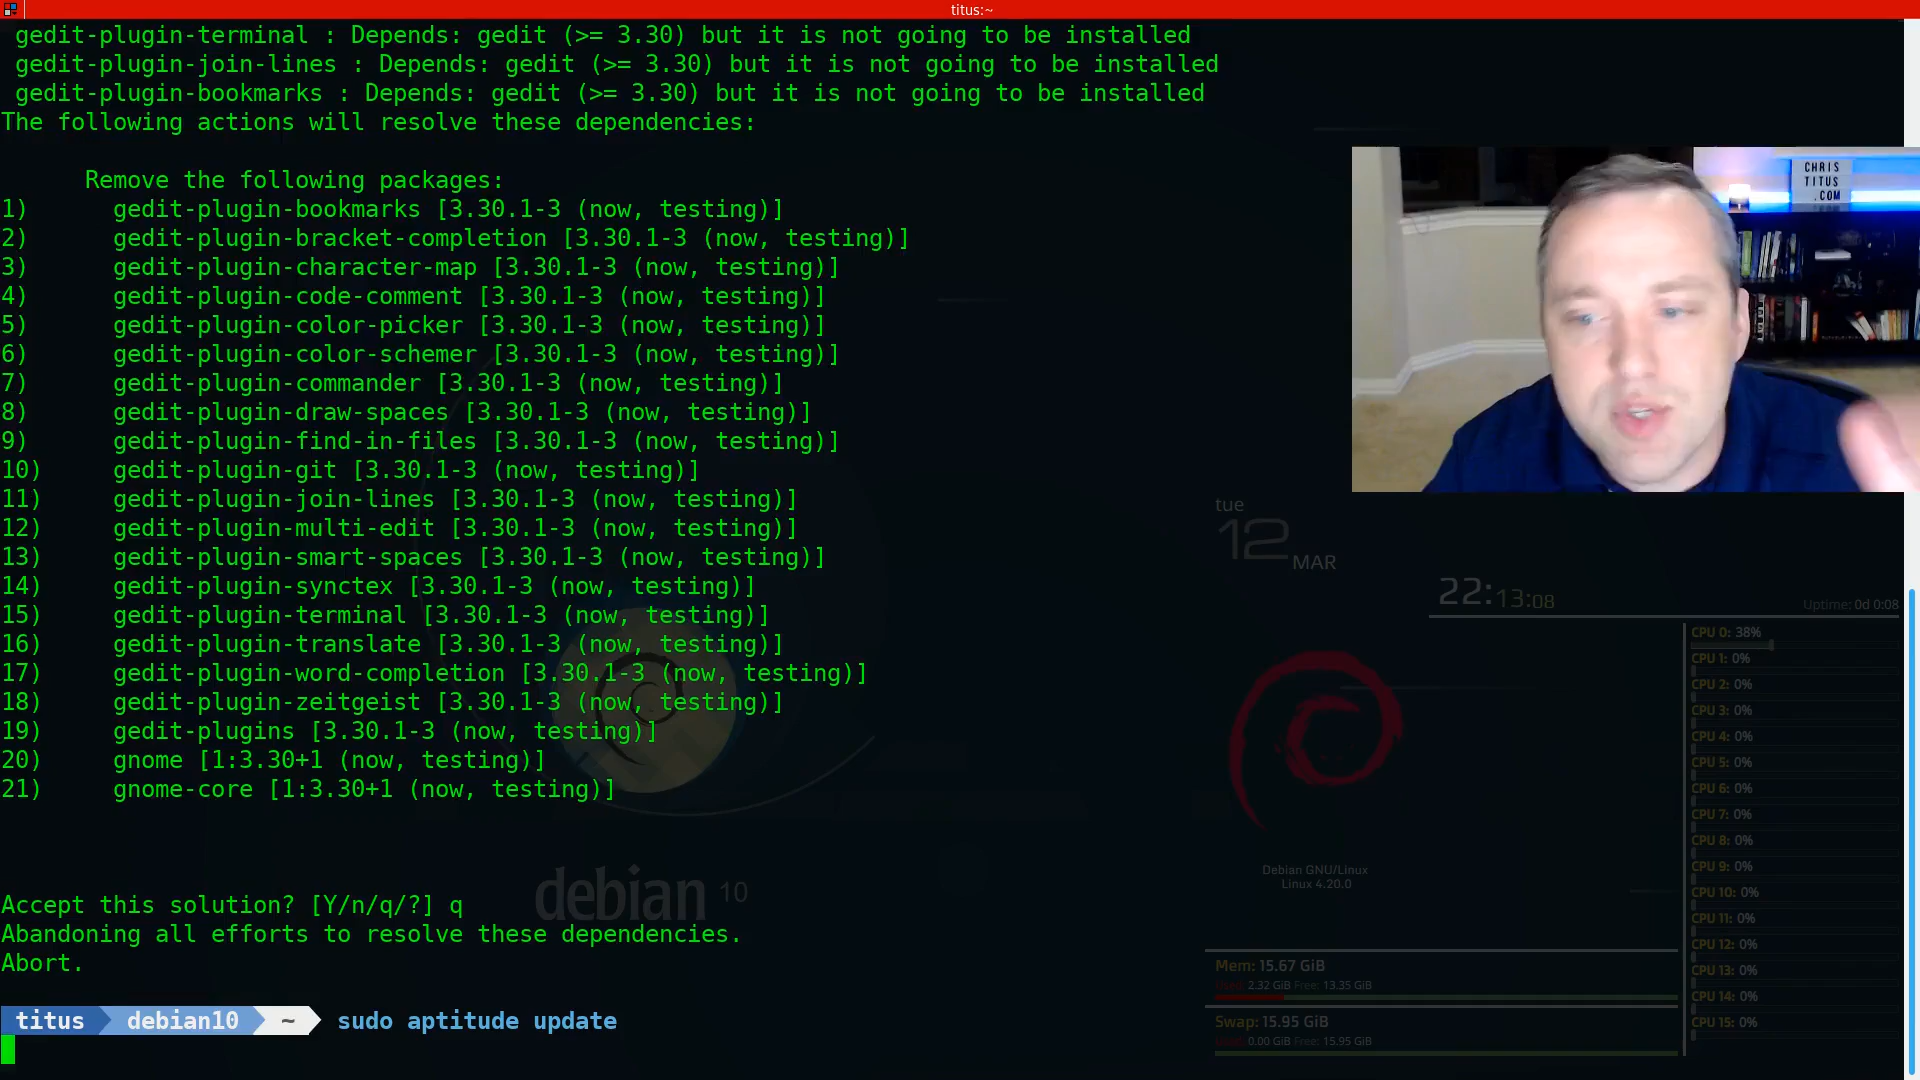 titus:~
gedit-plugin-terminal : Depends: gedit (>= 3.30) but it is not going to be installed
gedit-plugin-join-lines : Depends: gedit (>= 3.30) but it is not going to be installed
gedit-plugin-bookmarks : Depends: gedit (>= 3.30) but it is not going to be installed
The following actions will resolve these dependencies:
Remove the following packages:
1) gedit-plugin-bookmarks [3.30.1-3 (now, testing)]
2) gedit-plugin-bracket-completion [3.30.1-3 (now, testing)]
3) gedit-plugin-character-map [3.30.1-3 (now, testing)]
4) gedit-plugin-code-comment [3.30.1-3 (now, testing)]
5) gedit-plugin-color-picker [3.30.1-3 (now, testing)]
6) gedit-plugin-color-schemer [3.30.1-3 (now, testing)]
7) gedit-plugin-commander [3.30.1-3 (now, testing)]
8) gedit-plugin-draw-spaces [3.30.1-3 (now, testing)]
9) gedit-plugin-find-in-files [3.30.1-3 (now, testing)]
10) gedit-plugin-git [3.30.1-3 (now, testing)]
11) gedit-plugin-join-lines [3.30.1-3 (now, testing)]
12) gedit-plugin-multi-edit [3.30.1-3 (now, testing)]
13) gedit-plugin-smart-spaces [3.30.1-3 (now, testing)]
14) gedit-plugin-synctex [3.30.1-3 (now, testing)]
15) gedit-plugin-terminal [3.30.1-3 (now, testing)]
16) gedit-plugin-translate [3.30.1-3 (now, testing)]
17) gedit-plugin-word-completion [3.30.1-3 (now, testing)]
18) gedit-plugin-zeitgeist [3.30.1-3 (now, testing)]
19) gedit-plugins [3.30.1-3 (now, testing)]
20) gnome [1:3.30+1 (now, testing)]
21) gnome-core [1:3.30+1 (now, testing)]
Accept this solution? [Y/n/q/?] q
Abandoning all efforts to resolve these dependencies.
Abort.
titus debian10 ~ sudo aptitude update
debian 10
CHRIS
TITUS
.COM
tue
12
MAR
22:13:08
Uptime: 0d 0:08
CPU 0: 38%
CPU 1: 0%
CPU 2: 0%
CPU 3: 0%
CPU 4: 0%
CPU 5: 0%
CPU 6: 0%
CPU 7: 0%
CPU 8: 0%
CPU 9: 0%
CPU 10: 0%
CPU 11: 0%
CPU 12: 0%
CPU 13: 0%
CPU 14: 0%
CPU 15: 0%
Debian GNU/Linux
Linux 4.20.0
Mem: 15.67 GiB
Used: 2.32 GiB Free: 13.35 GiB
Swap: 15.95 GiB
0.00 GiB Free: 15.95 GiB